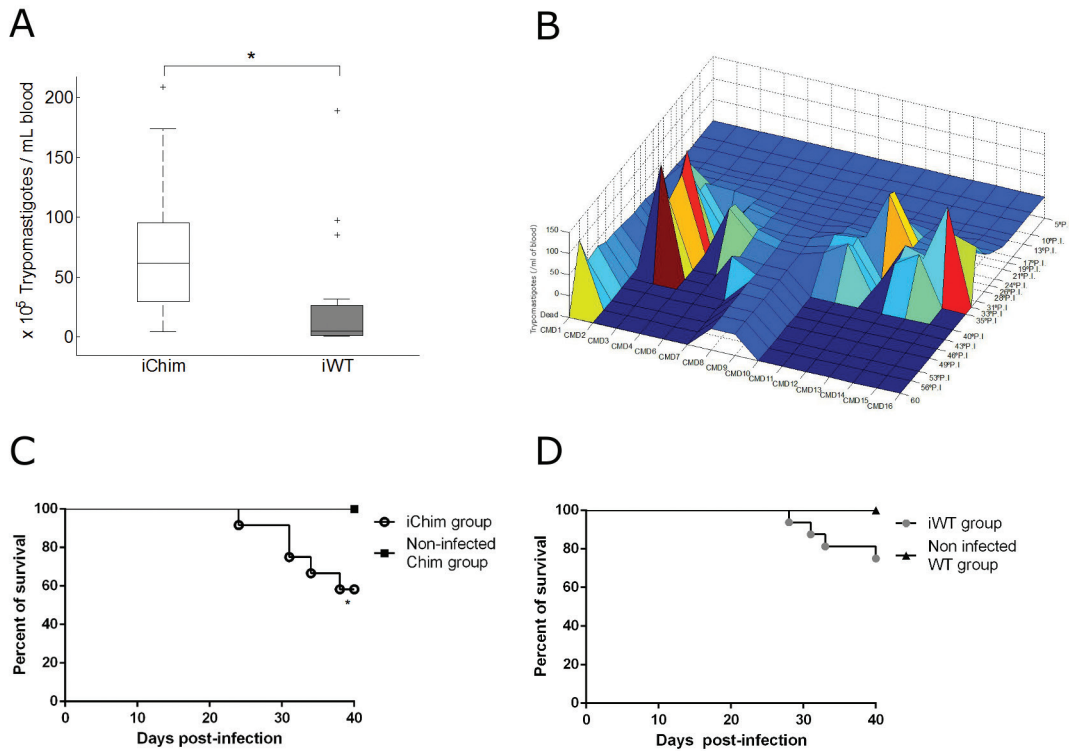 A
*
x 10⁵ Trypomastigotes / mL blood
200
150
100
50
0
iChim
iWT
B
Trypomastigotes (/ml of blood)
150
100
50
0
Dead
CMD1
CMD2
CMD3
CMD4
CMD6
CMD7
CMD8
CMD9
CMD10
CMD11
CMD12
CMD13
CMD14
CMD15
CMD16
5ºP.I.
10ºP.I.
13ºP.I.
17ºP.I.
19ºP.I.
21ºP.I.
24ºP.I.
26ºP.I.
28ºP.I.
31ºP.I.
33ºP.I.
35ºP.I.
40ºP.I.
43ºP.I.
46ºP.I.
49ºP.I.
53ºP.I
56ºP.I
60
C
Percent of survival
100
80
60
40
20
0
0
10
20
30
40
Days post-infection
*
iChim group
Non-infected
Chim group
D
Percent of survival
100
80
60
40
20
0
0
10
20
30
40
Days post-infection
iWT group
Non infected
WT group